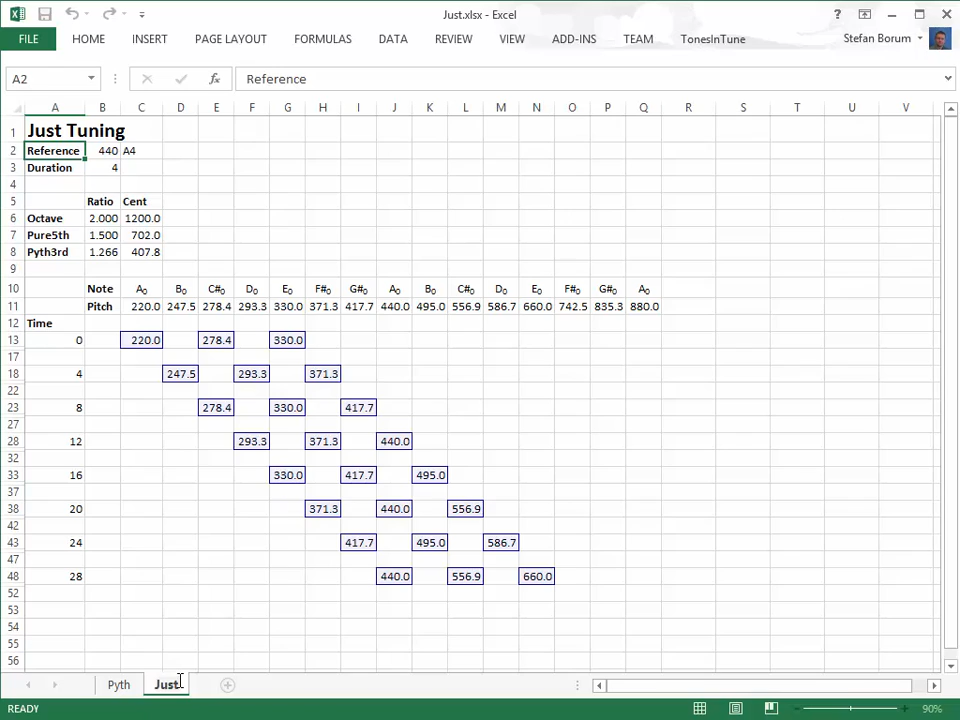 Just.xlsx - Excel
?
FILE HOME INSERT PAGE LAYOUT FORMULAS DATA REVIEW VIEW ADD-INS TEAM TonesInTune Stefan Borum
A2 fx Reference
A B C D E F G H I J K L M N O P Q R S T U V
1 Just Tuning
2 Reference 440 A4
3 Duration 4
4
5 Ratio Cent
6 Octave 2.000 1200.0
7 Pure5th 1.500 702.0
8 Pyth3rd 1.266 407.8
9
10 Note A₀ B₀ C#₀ D₀ E₀ F#₀ G#₀ A₀ B₀ C#₀ D₀ E₀ F#₀ G#₀ A₀
11 Pitch 220.0 247.5 278.4 293.3 330.0 371.3 417.7 440.0 495.0 556.9 586.7 660.0 742.5 835.3 880.0
12 Time
13 0 220.0 278.4 330.0
17
18 4 247.5 293.3 371.3
22
23 8 278.4 330.0 417.7
27
28 12 293.3 371.3 440.0
32
33 16 330.0 417.7 495.0
37
38 20 371.3 440.0 556.9
42
43 24 417.7 495.0 586.7
47
48 28 440.0 556.9 660.0
52
53
54
55
56
Pyth Just
READY 90%